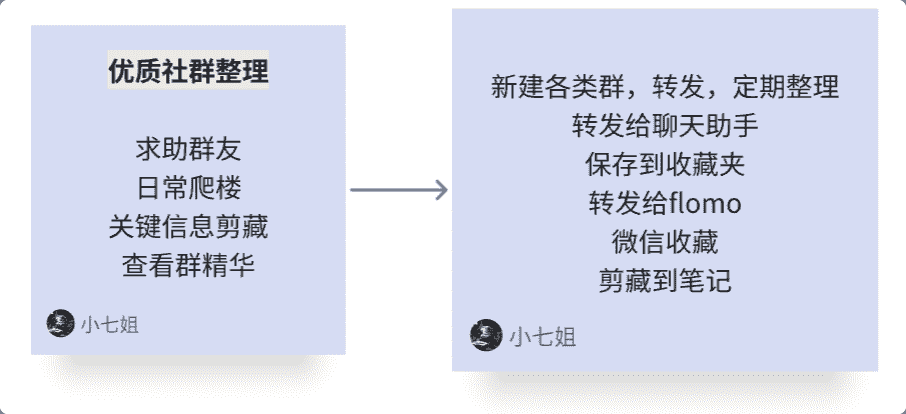 优质社群整理
求助群友
日常爬楼
关键信息剪藏
查看群精华
小七姐
新建各类群，转发，定期整理
转发给聊天助手
保存到收藏夹
转发给flomo
微信收藏
剪藏到笔记
小七姐